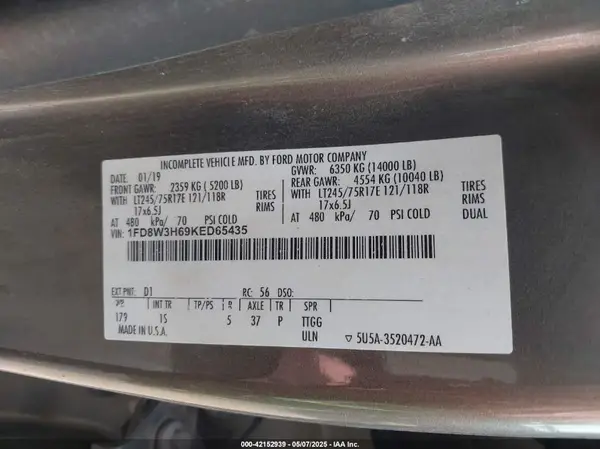 INCOMPLETE VEHICLE MFD. BY FORD MOTOR COMPANY
DATE: 01/19 GVWR: 6350 KG (14000 LB)
FRONT GAWR: 2359 KG (5200 LB) REAR GAWR: 4554 KG (10040 LB)
WITH LT245/75R17E 121/118R TIRES WITH LT245/75R17E 121/118R TIRES
17x6.5J RIMS 17x6.5J RIMS
AT 480 kPa/ 70 PSI COLD AT 480 kPa/ 70 PSI COLD DUAL
VIN: 1FD8W3H69KED65435
EXT PNT: D1 RC: 56 DSO:
WB INT TR TP/PS R AXLE TR SPR
179 15 5 37 P TTGG
MADE IN U.S.A. ULN ▽ 5U5A-3520472-AA
000-42152939 - 05/07/2025 - IAAI.COM